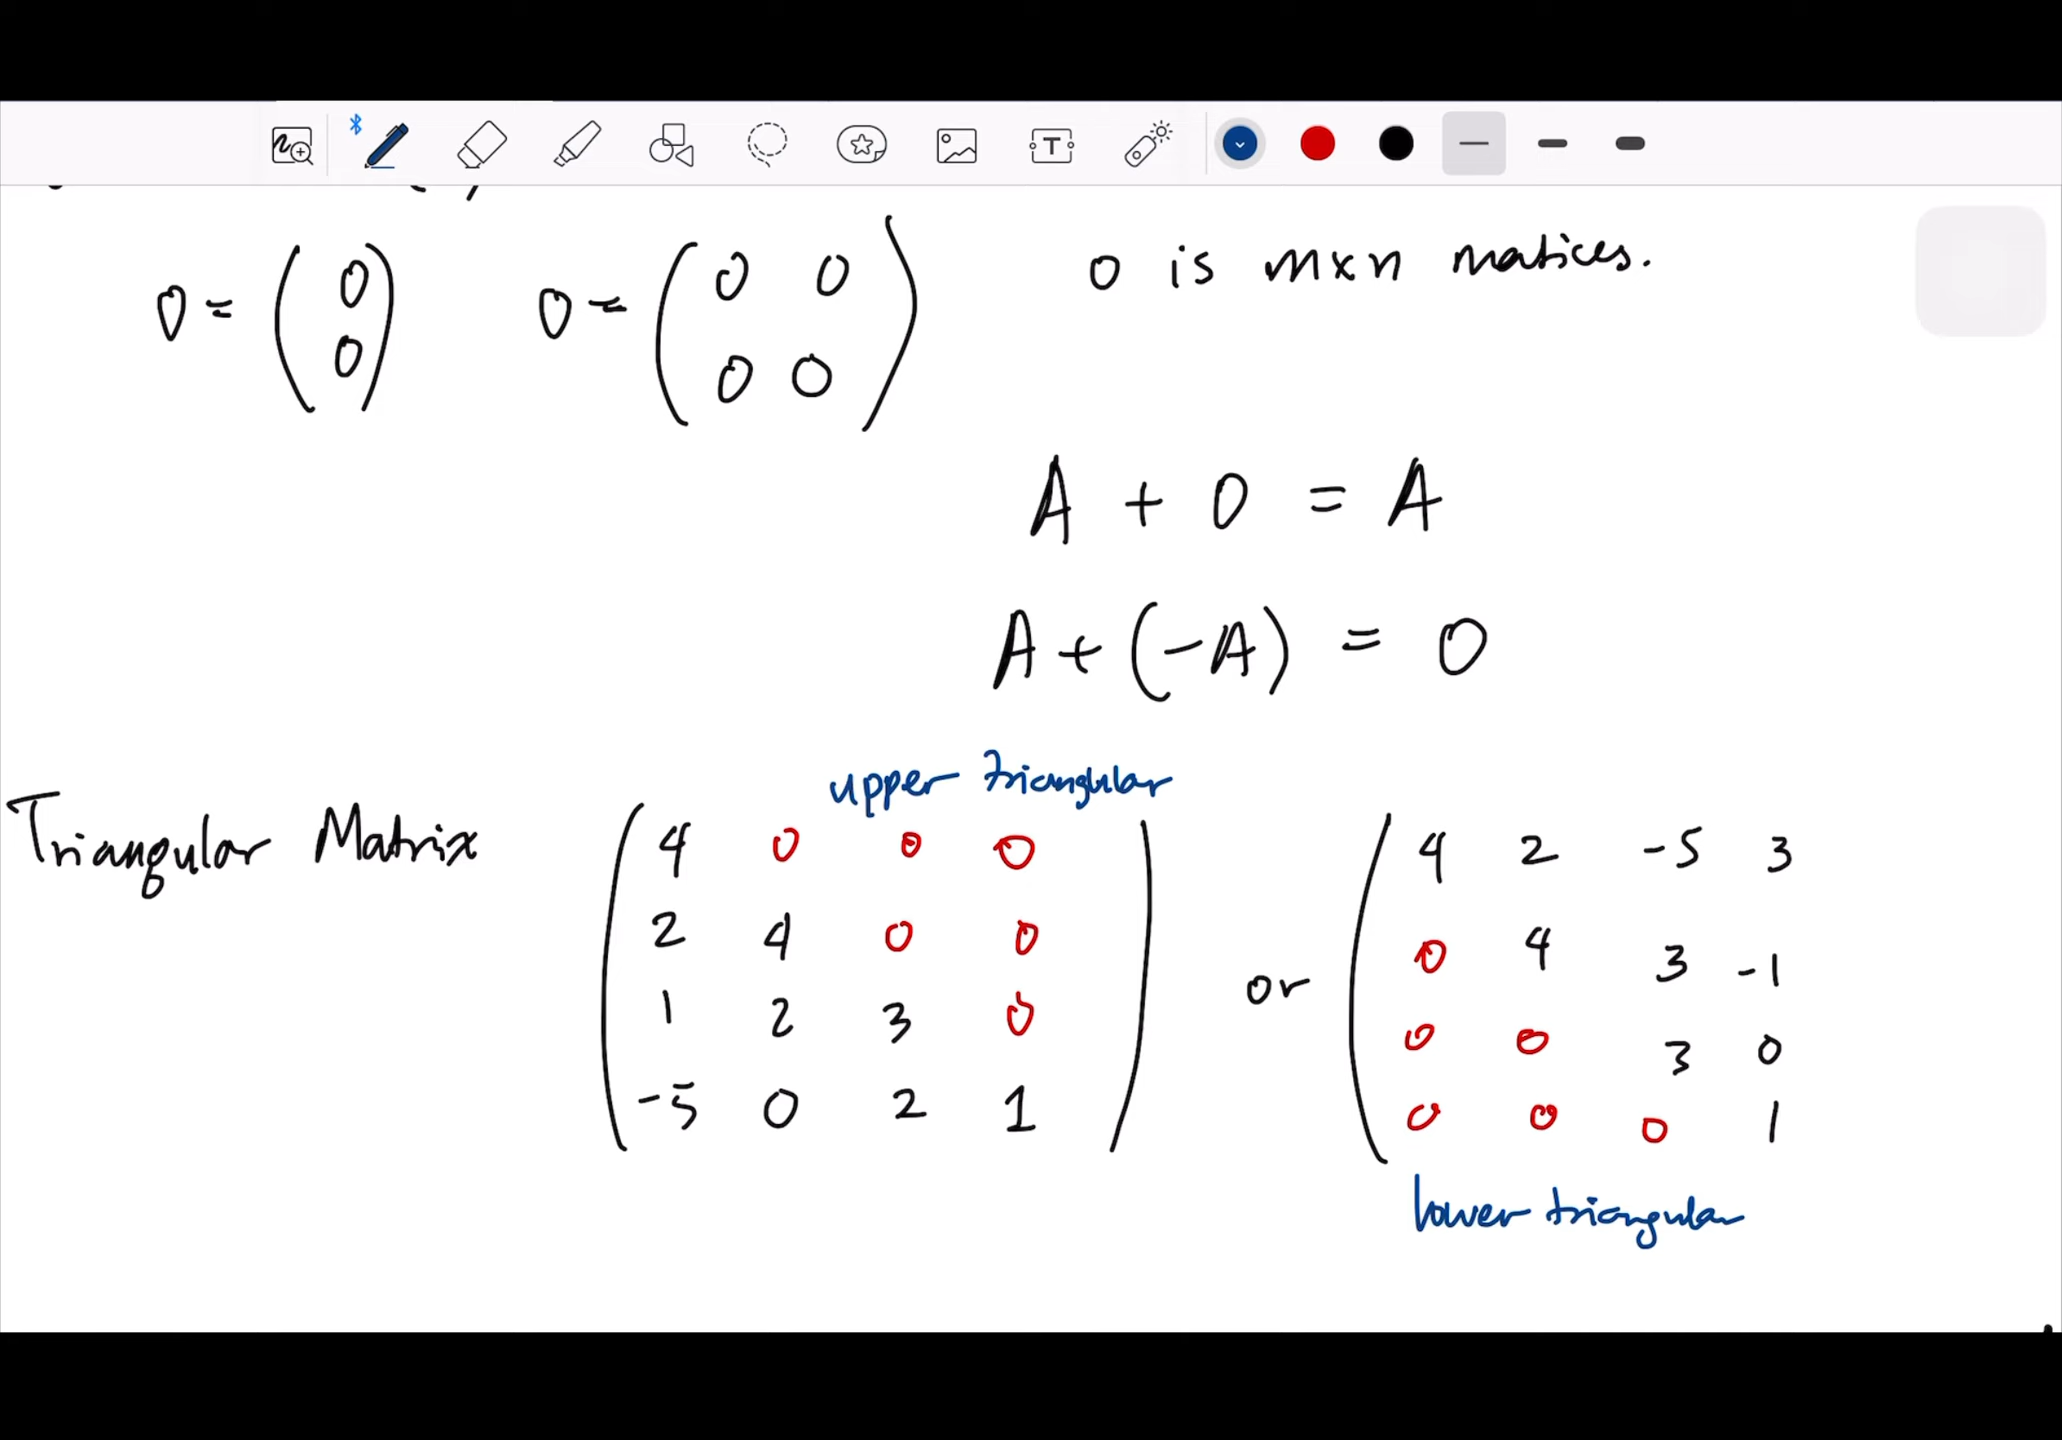 0 = ( 0 0 ) 0 = ( 0 0 0 0 ) 0 is m×n matices.
A + 0 = A
A + (-A) = 0
upper triangular
Triangular Matrix
( 4 0 0 0
2 4 0 0
1 2 3 0
-5 0 2 1 )
or
( 4 2 -5 3
0 4 3 -1
0 0 3 0
0 0 0 1
lower triangular